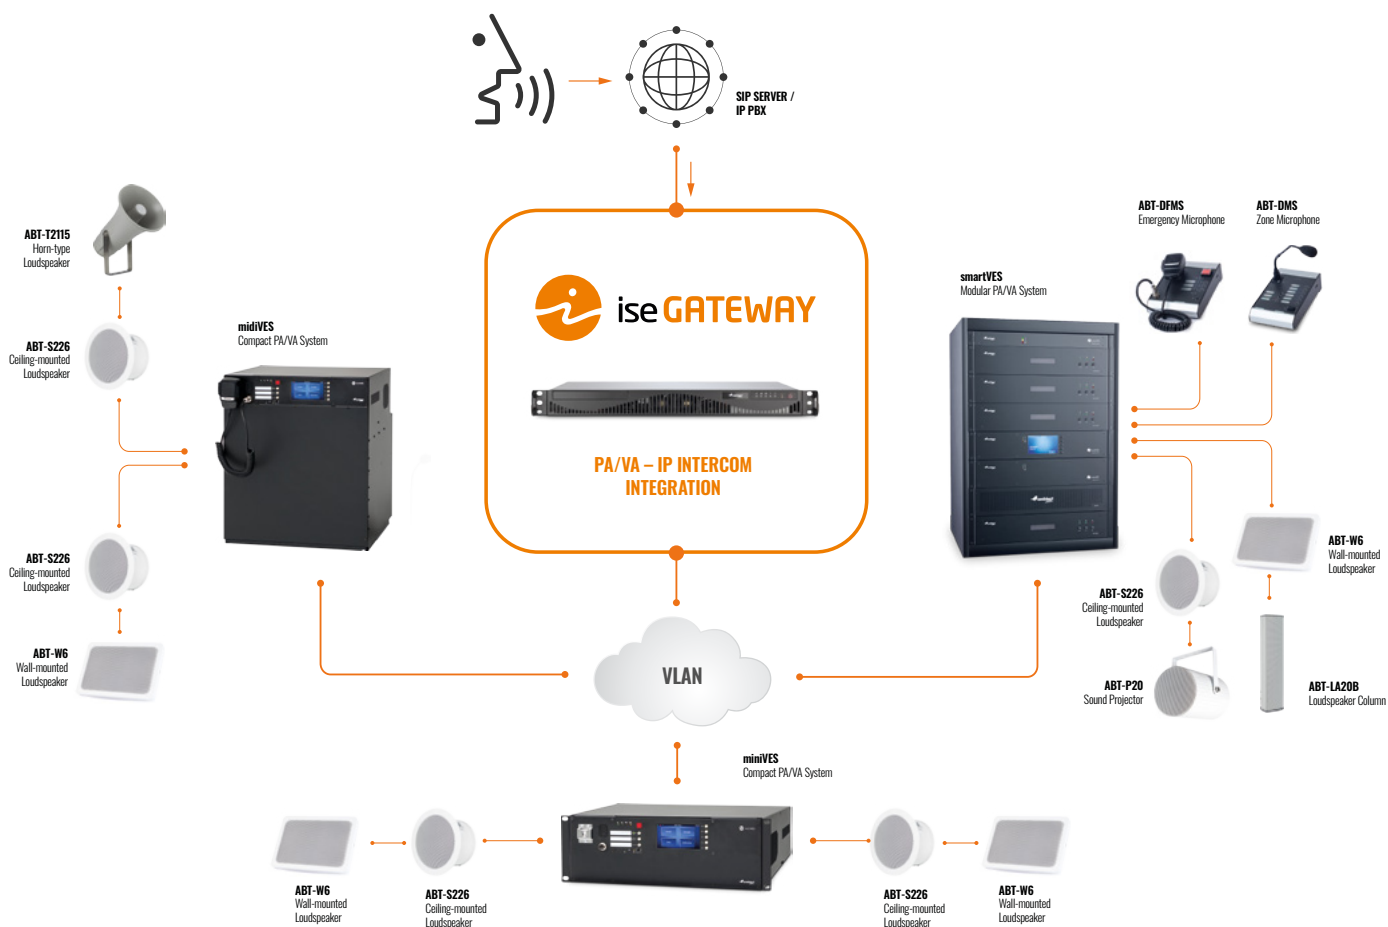 SIP SERVER /
IP PBX
ABT-T2115
Horn-type
Loudspeaker
ABT-S226
Ceiling-mounted
Loudspeaker
midiVES
Compact PA/VA System
ise GATEWAY
PA/VA – IP INTERCOM
INTEGRATION
smartVES
Modular PA/VA System
ABT-DFMS
Emergency Microphone
ABT-DMS
Zone Microphone
ABT-S226
Ceiling-mounted
Loudspeaker
ABT-W6
Wall-mounted
Loudspeaker
ABT-W6
Wall-mounted
Loudspeaker
ABT-S226
Ceiling-mounted
Loudspeaker
ABT-P20
Sound Projector
ABT-LA20B
Loudspeaker Column
VLAN
miniVES
Compact PA/VA System
ABT-W6
Wall-mounted
Loudspeaker
ABT-S226
Ceiling-mounted
Loudspeaker
ABT-S226
Ceiling-mounted
Loudspeaker
ABT-W6
Wall-mounted
Loudspeaker